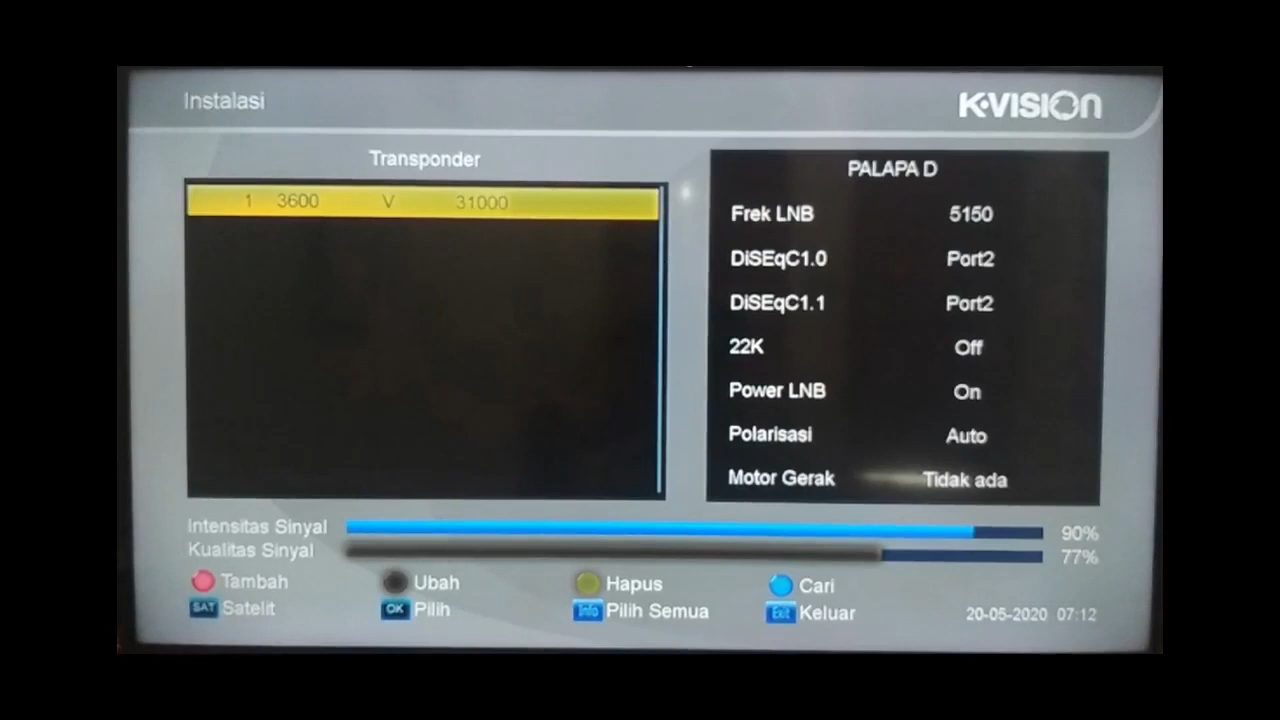 Instalasi
K-VISION
Transponder
1 3600 V 31000
PALAPA D
Frek LNB 5150
DiSEqC1.0 Port2
DiSEqC1.1 Port2
22K Off
Power LNB On
Polarisasi Auto
Motor Gerak Tidak ada
Intensitas Sinyal 90%
Kualitas Sinyal 77%
Tambah Ubah Hapus Cari
SAT Satelit OK Pilih Info Pilih Semua Exit Keluar 20-05-2020 07:12